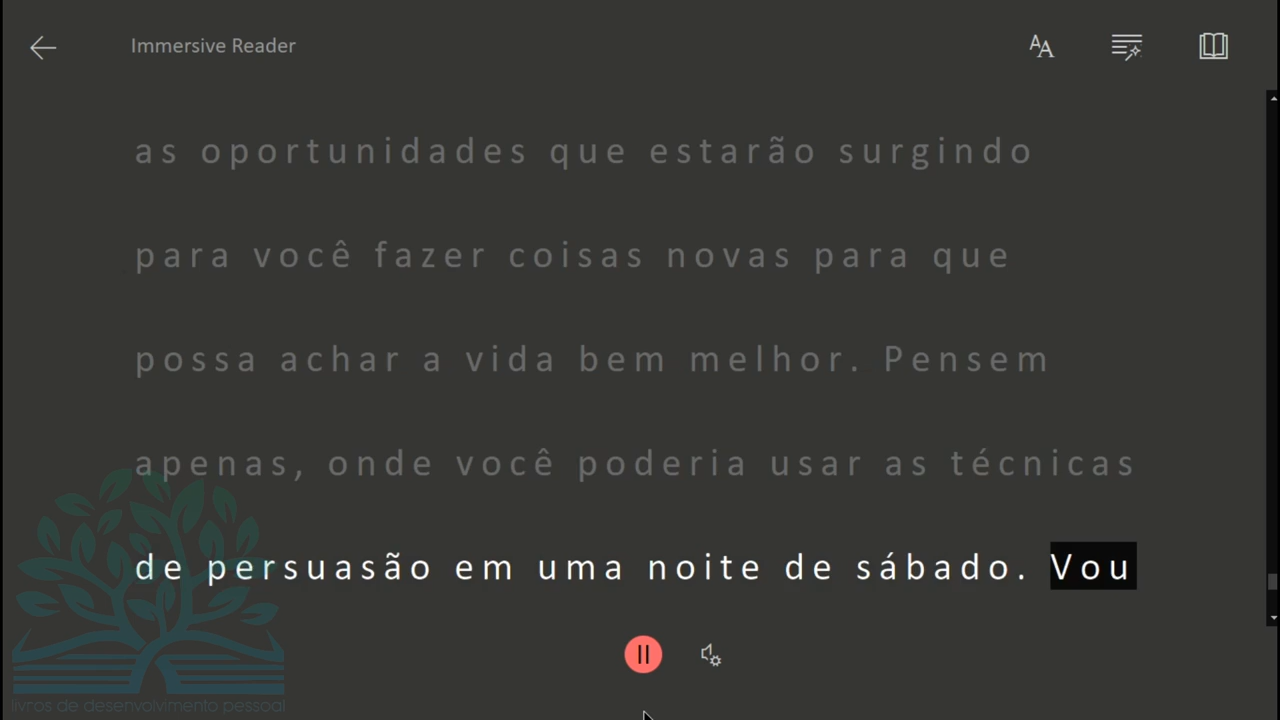 Immersive Reader
as oportunidades que estarão surgindo
para você fazer coisas novas para que
possa achar a vida bem melhor. Pensem
apenas, onde você poderia usar as técnicas
de persuasão em uma noite de sábado. Vou
livros de desenvolvimento pessoal